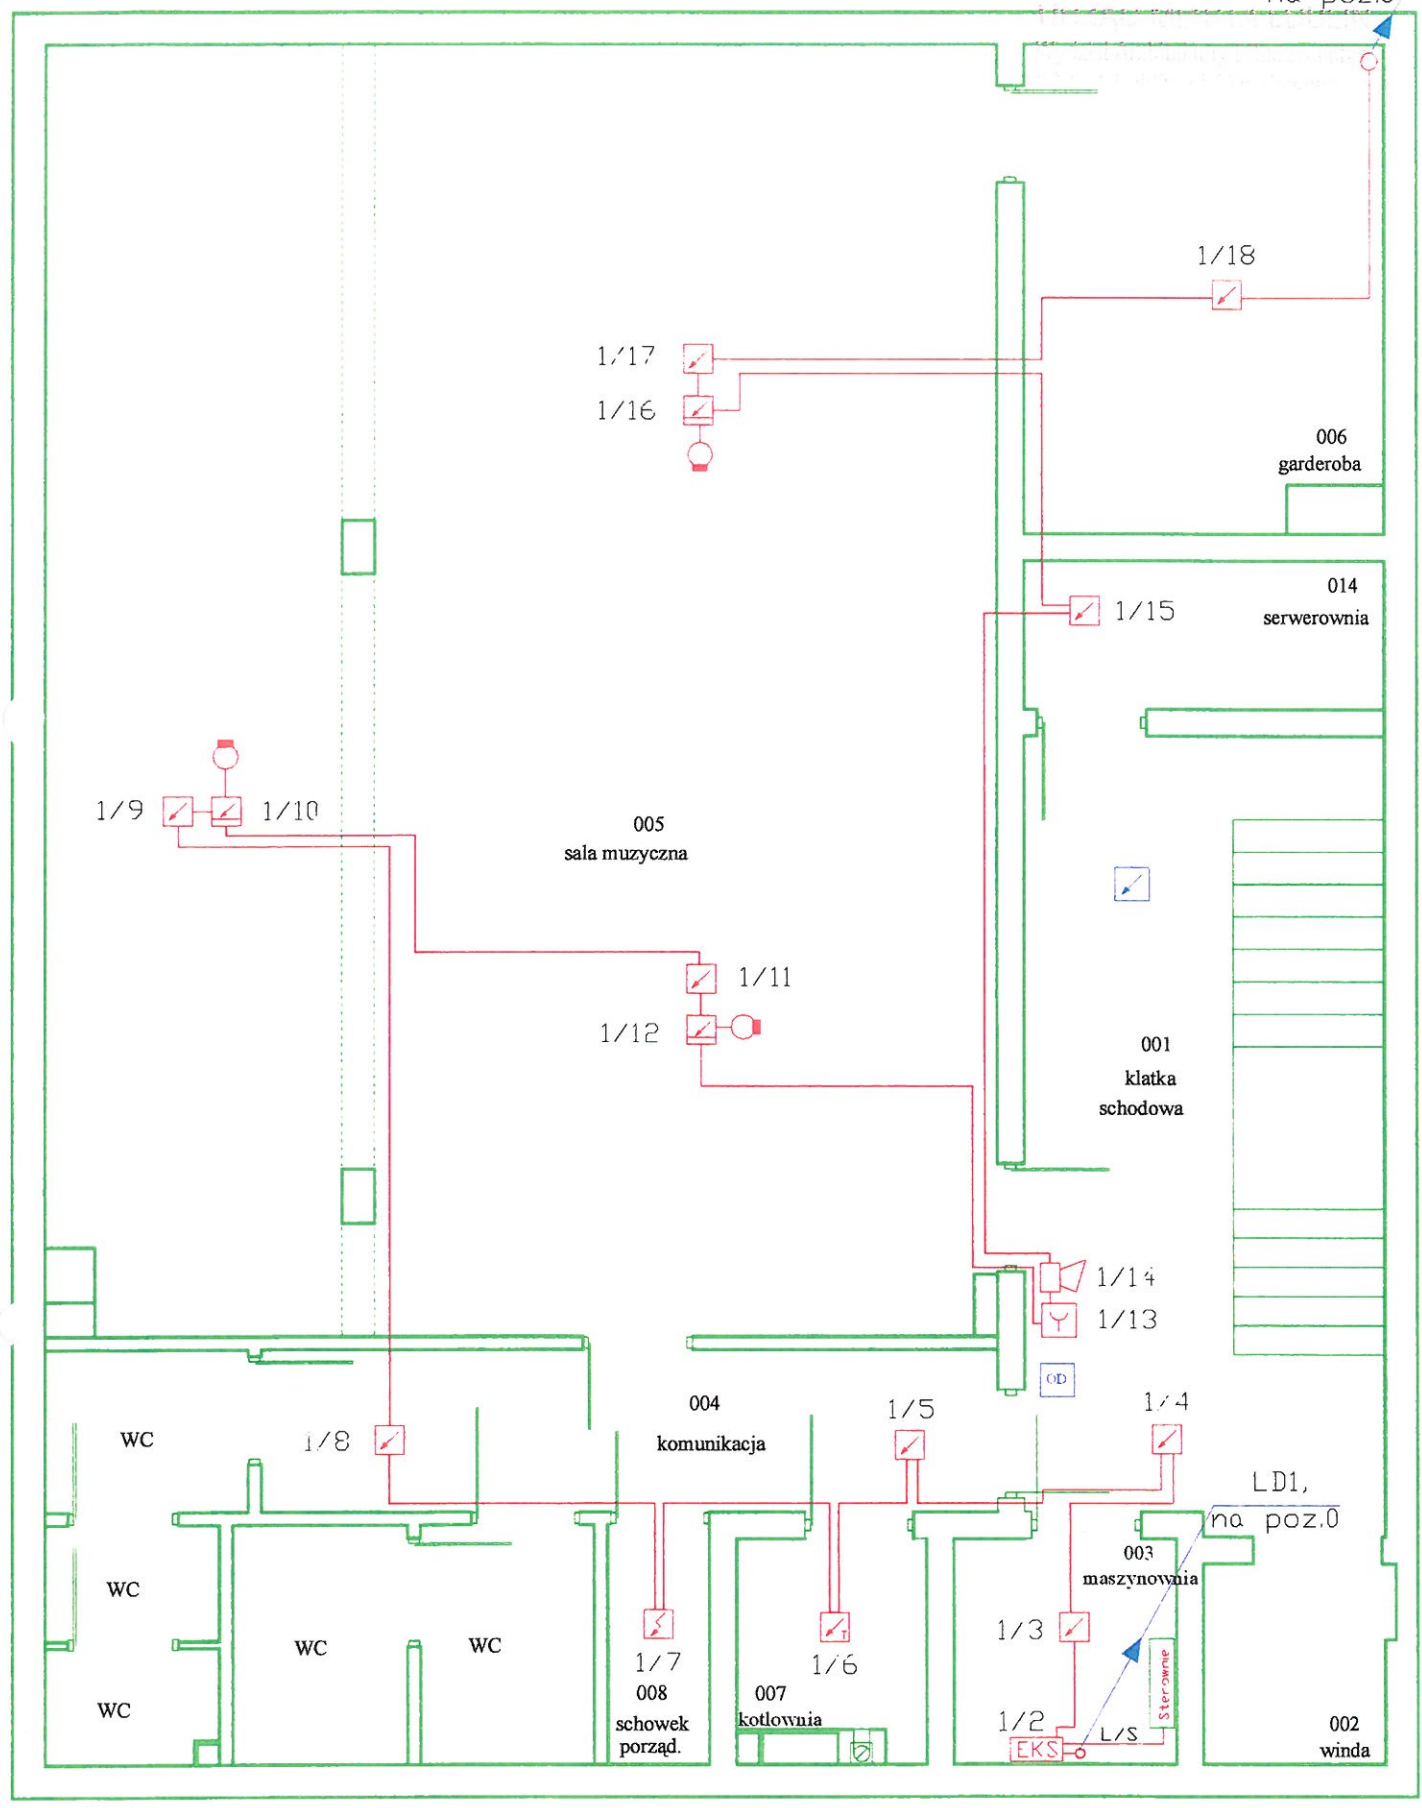 na poz.0
1/18
1/17
1/16
006
garderoba
014
serwerownia
1/15
1/9
1/10
005
sala muzyczna
1/11
1/12
001
klatka
schodowa
1/14
1/13
OD
004
komunikacja
1/5
1/4
WC
1/8
LD1,
na poz.0
003
maszynownia
WC
1/3
WC
WC
1/7
1/6
Sterownie
008
schowek
porząd.
007
kotlownia
WC
1/2
EKS
L/S
T
002
winda